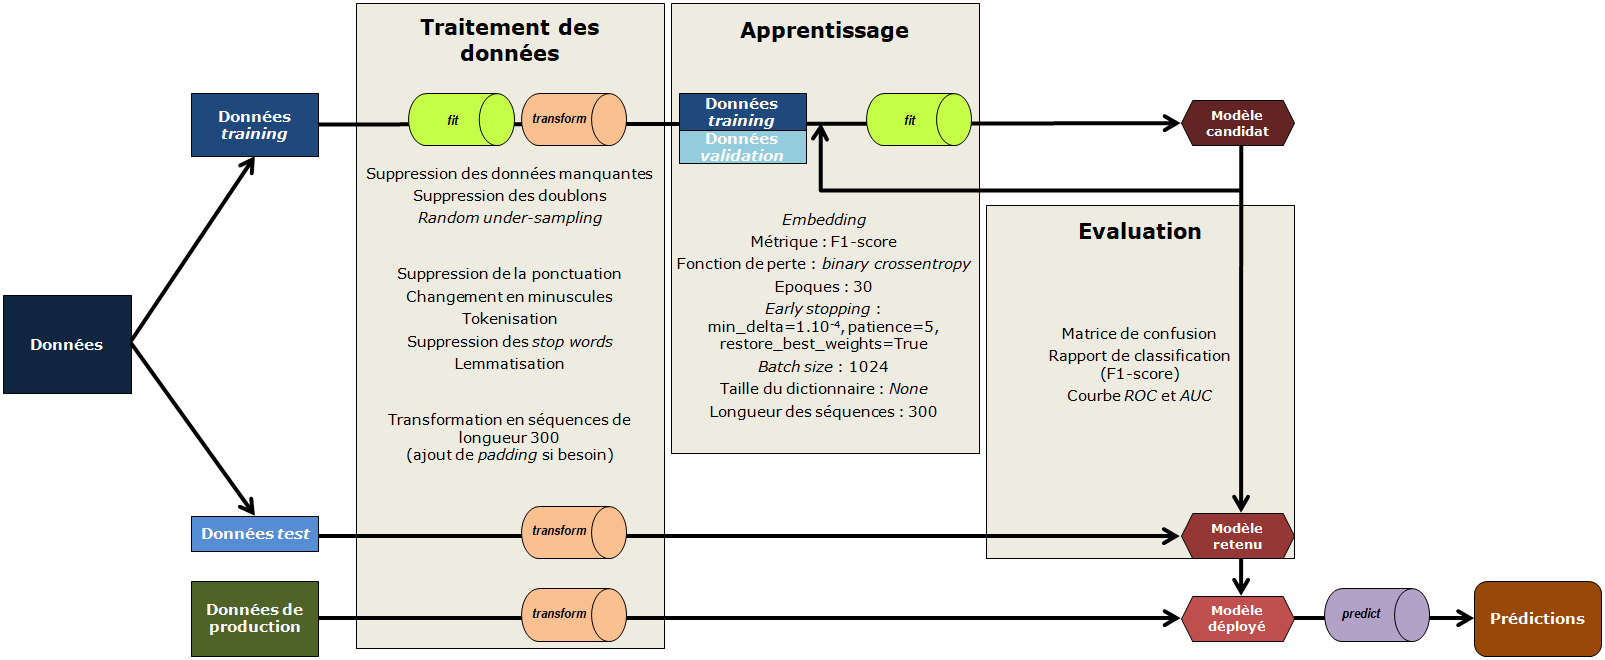 Traitement des
données
Apprentissage
Données
training
fit
transform
Données
training
Données
validation
fit
Modèle
candidat
Suppression des données manquantes
Suppression des doublons
Random under-sampling
Suppression de la ponctuation
Changement en minuscules
Tokenisation
Suppression des stop words
Lemmatisation
Transformation en séquences de
longueur 300
(ajout de padding si besoin)
Embedding
Métrique : F1-score
Fonction de perte : binary crossentropy
Epoques : 30
Early stopping :
min_delta=1.10⁻⁴, patience=5,
restore_best_weights=True
Batch size : 1024
Taille du dictionnaire : None
Longueur des séquences : 300
Evaluation
Matrice de confusion
Rapport de classification
(F1-score)
Courbe ROC et AUC
Données
Données test
transform
Modèle
retenu
Données de
production
transform
Modèle
déployé
predict
Prédictions